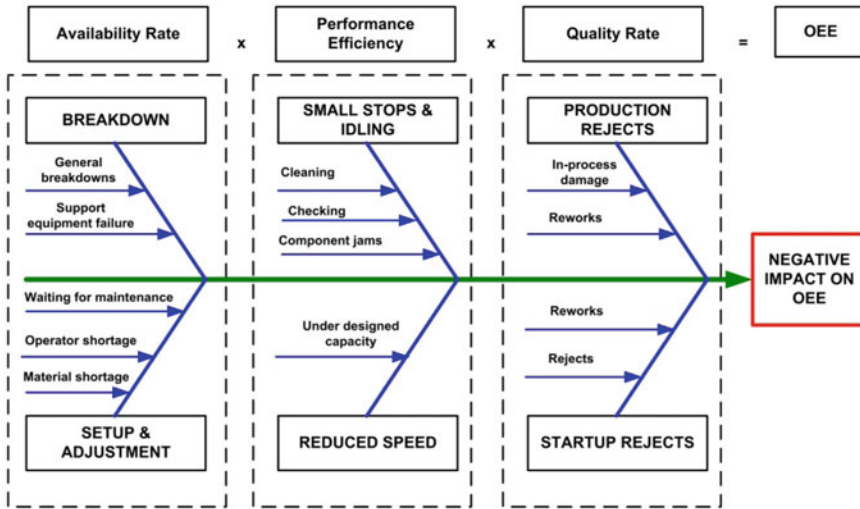 Availability Rate
x
Performance
Efficiency
x
Quality Rate
=
OEE
BREAKDOWN
General
breakdowns
Support
equipment failure
SMALL STOPS &
IDLING
Cleaning
Checking
Component jams
PRODUCTION
REJECTS
In-process
damage
Reworks
NEGATIVE
IMPACT ON
OEE
Waiting for maintenance
Operator shortage
Material shortage
SETUP &
ADJUSTMENT
Under designed
capacity
REDUCED SPEED
Reworks
Rejects
STARTUP REJECTS